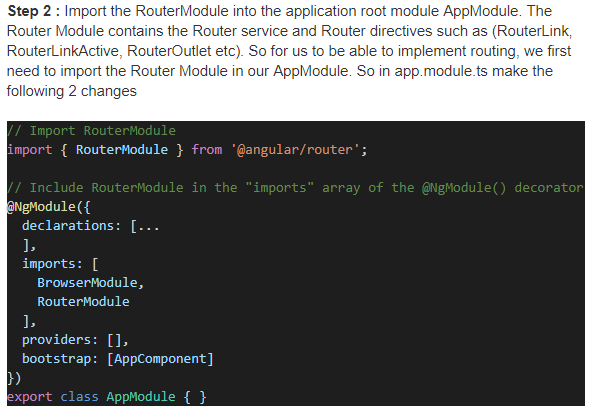 Step 2 : Import the RouterModule into the application root module AppModule. The
Router Module contains the Router service and Router directives such as (RouterLink,
RouterLinkActive, RouterOutlet etc). So for us to be able to implement routing, we first
need to import the Router Module in our AppModule. So in app.module.ts make the
following 2 changes
// Import RouterModule
import { RouterModule } from '@angular/router';
// Include RouterModule in the "imports" array of the @NgModule() decorator
@NgModule({
  declarations: [...
  ],
  imports: [
    BrowserModule,
    RouterModule
  ],
  providers: [],
  bootstrap: [AppComponent]
})
export class AppModule { }